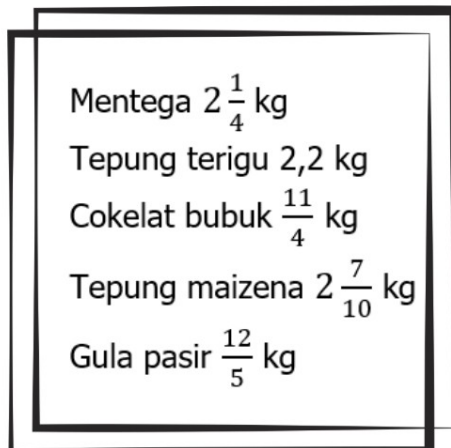 Mentega 2 1/4 kg
Tepung terigu 2,2 kg
Cokelat bubuk 11/4 kg
Tepung maizena 2 7/10 kg
Gula pasir 12/5 kg